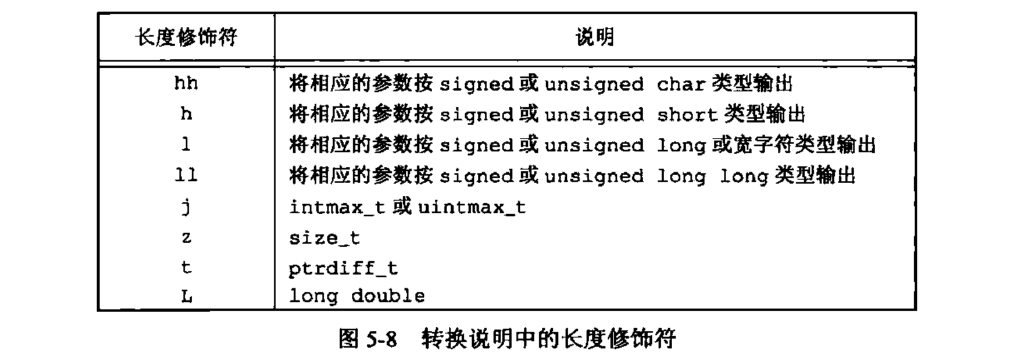 长度修饰符 说明
hh 将相应的参数按 signed 或 unsigned char 类型输出
h 将相应的参数按 signed 或 unsigned short 类型输出
l 将相应的参数按 signed 或 unsigned long 或宽字符类型输出
ll 将相应的参数按 signed 或 unsigned long long 类型输出
j intmax_t 或 uintmax_t
z size_t
t ptrdiff_t
L long double
图 5-8 转换说明中的长度修饰符